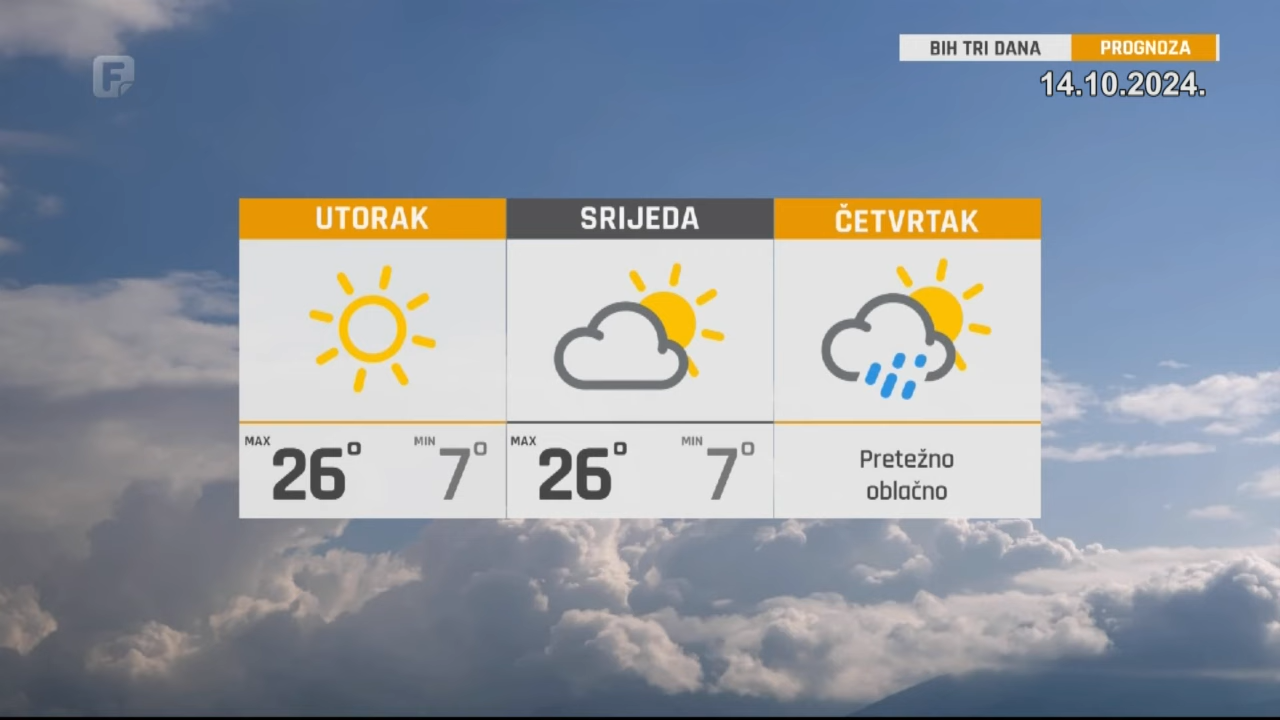 BIH TRI DANA PROGNOZA
14.10.2024.
F
UTORAK SRIJEDA ČETVRTAK
MAX 26° MIN 7° MAX 26° MIN 7°
Pretežno
oblačno